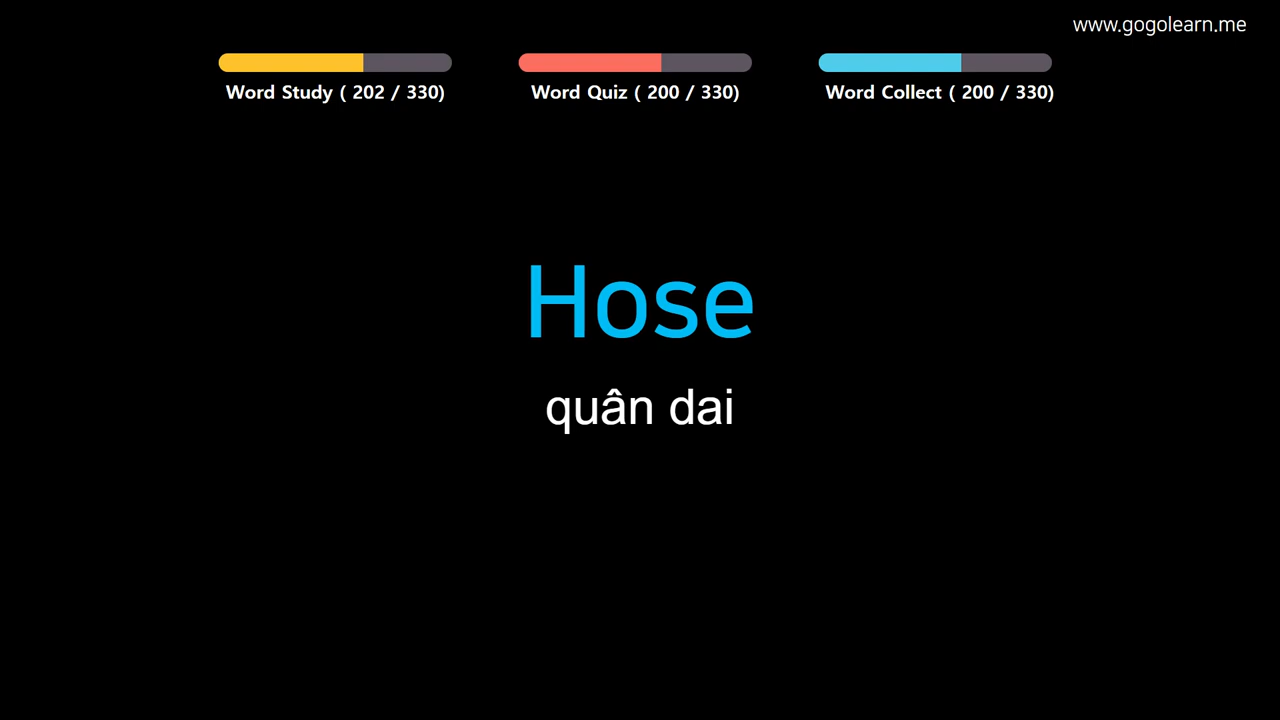 www.gogolearn.me
Word Study ( 202 / 330)
Word Quiz ( 200 / 330)
Word Collect ( 200 / 330)
Hose
quân dai